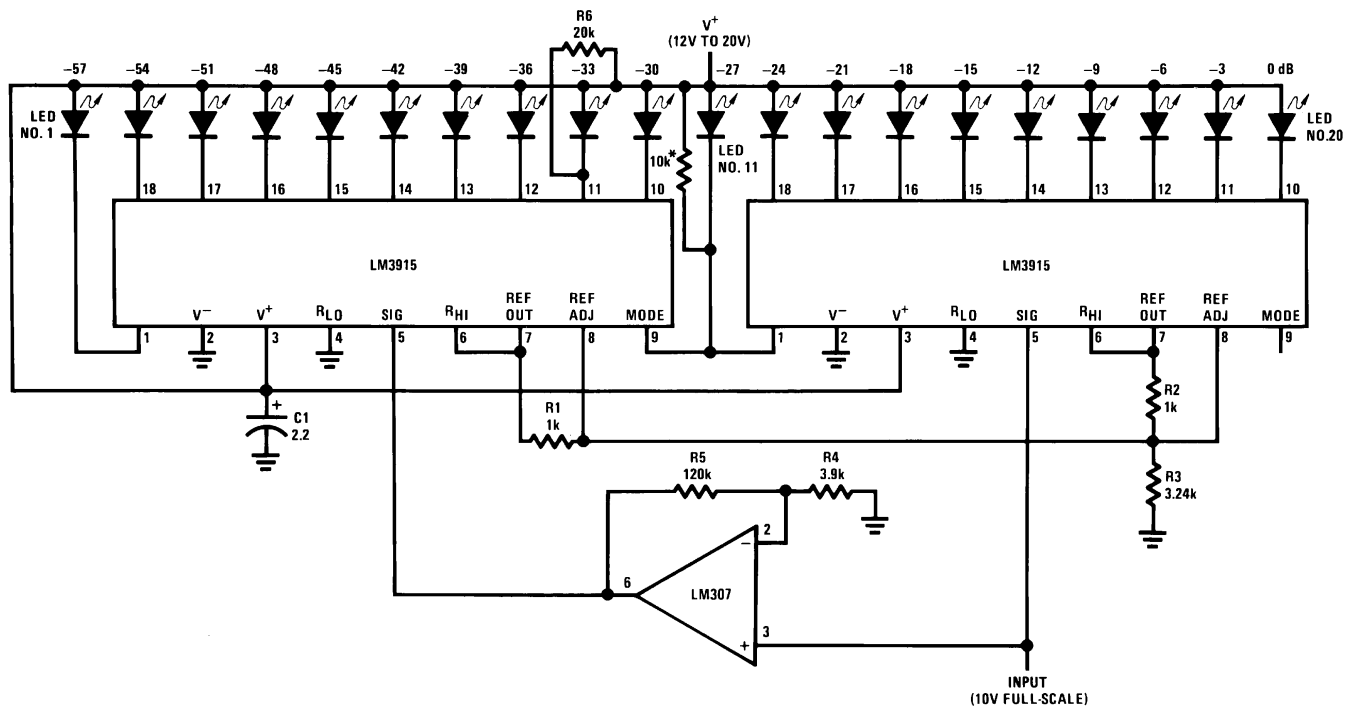 R6
20k
V+
(12V TO 20V)
–57 –54 –51 –48 –45 –42 –39 –36 –33 –30 –27 –24 –21 –18 –15 –12 –9 –6 –3 0 dB
LED
NO. 1
10k*
LED
NO. 11
LED
NO.20
18 17 16 15 14 13 12 11 10 18 17 16 15 14 13 12 11 10
LM3915
LM3915
V– V+ RLO SIG RHI REF OUT REF ADJ MODE
V– V+ RLO SIG RHI REF OUT REF ADJ MODE
1 2 3 4 5 6 7 8 9 1 2 3 4 5 6 7 8 9
+
C1
2.2
R1
1k
R2
1k
R5
120k
R4
3.9k
R3
3.24k
2
–
6
LM307
3
+
INPUT
(10V FULL-SCALE)